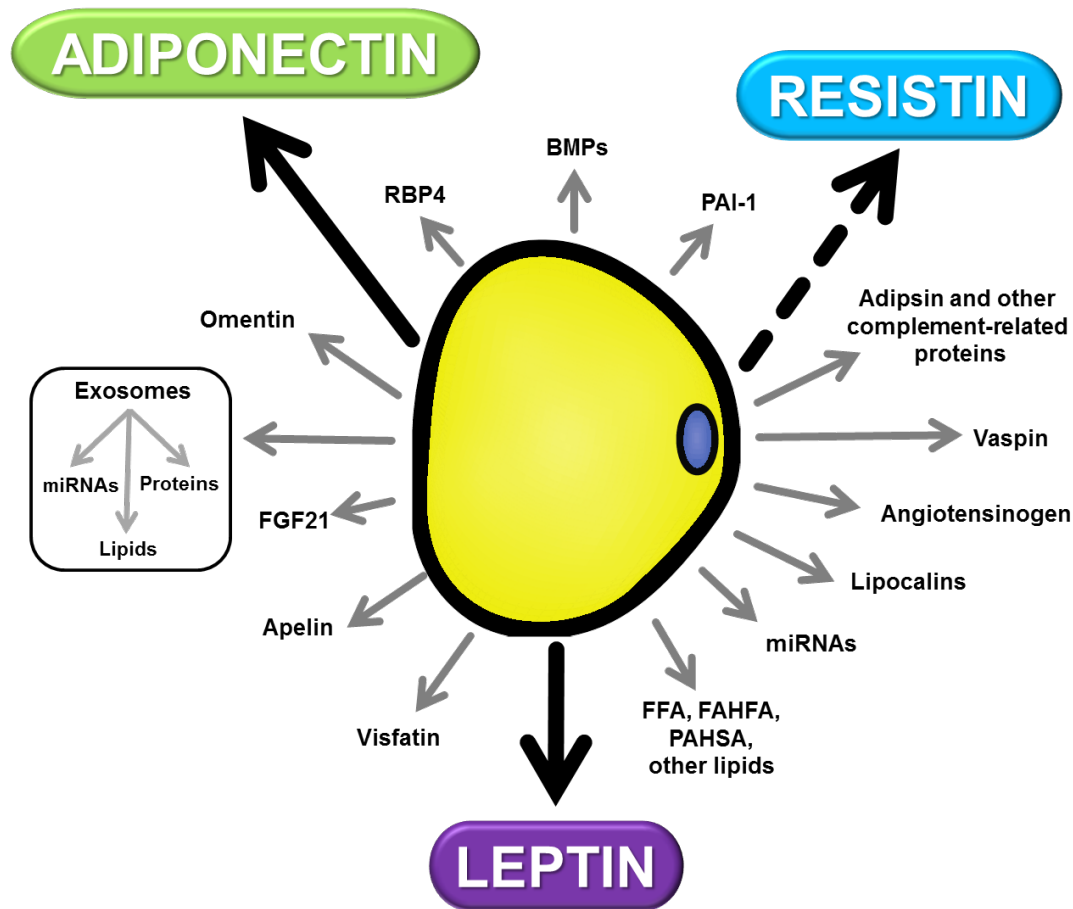 ADIPONECTIN
RESISTIN
BMPs
RBP4
PAI-1
Omentin
Adipsin and other
complement-related
proteins
Exosomes
miRNAs
Proteins
Lipids
Vaspin
FGF21
Angiotensinogen
Lipocalins
Apelin
miRNAs
Visfatin
FFA, FAHFA,
PAHSA,
other lipids
LEPTIN